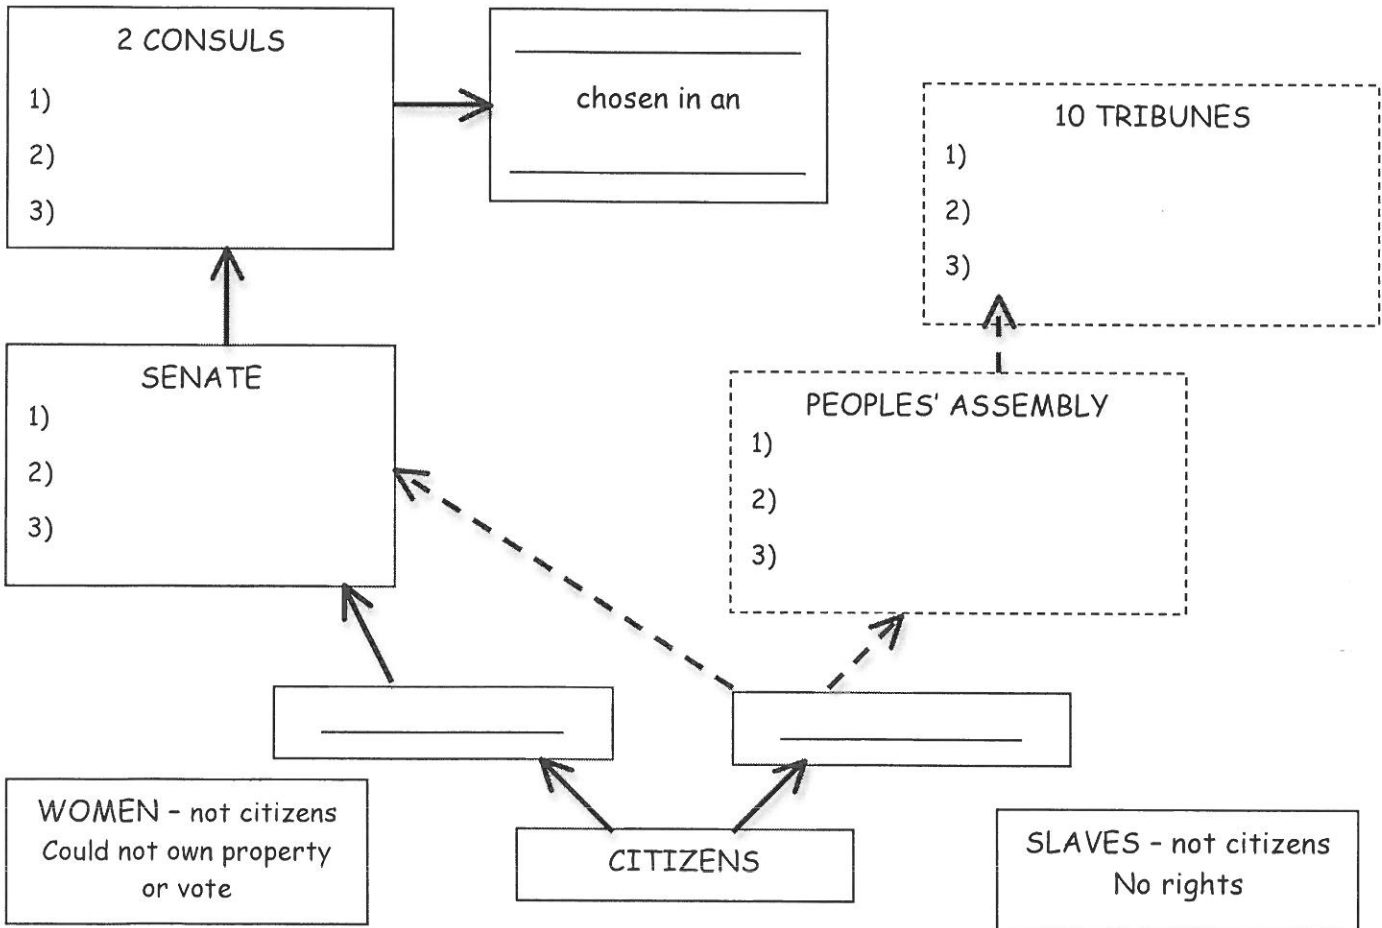 2 CONSULS
1)
2)
3)
chosen in an
10 TRIBUNES
1)
2)
3)
SENATE
1)
2)
3)
PEOPLES' ASSEMBLY
1)
2)
3)
WOMEN – not citizens
Could not own property
or vote
CITIZENS
SLAVES – not citizens
No rights